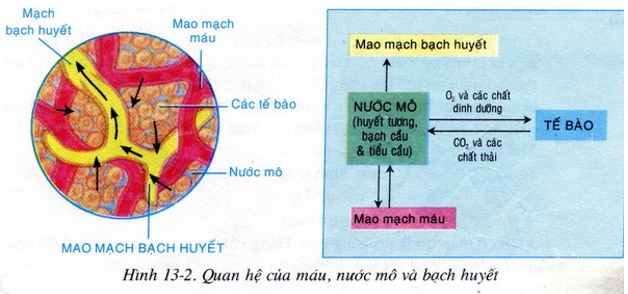 Mạch
bạch huyết
Mao mạch
máu
Các tế bào
Nước mô
MAO MẠCH BẠCH HUYẾT
Mao mạch bạch huyết
NƯỚC MÔ
(huyết tương,
bạch cầu
& tiểu cầu)
O₂ và các chất
dinh dưỡng
TẾ BÀO
CO₂ và các
chất thải
Mao mạch máu
Hình 13-2. Quan hệ của máu, nước mô và bạch huyết